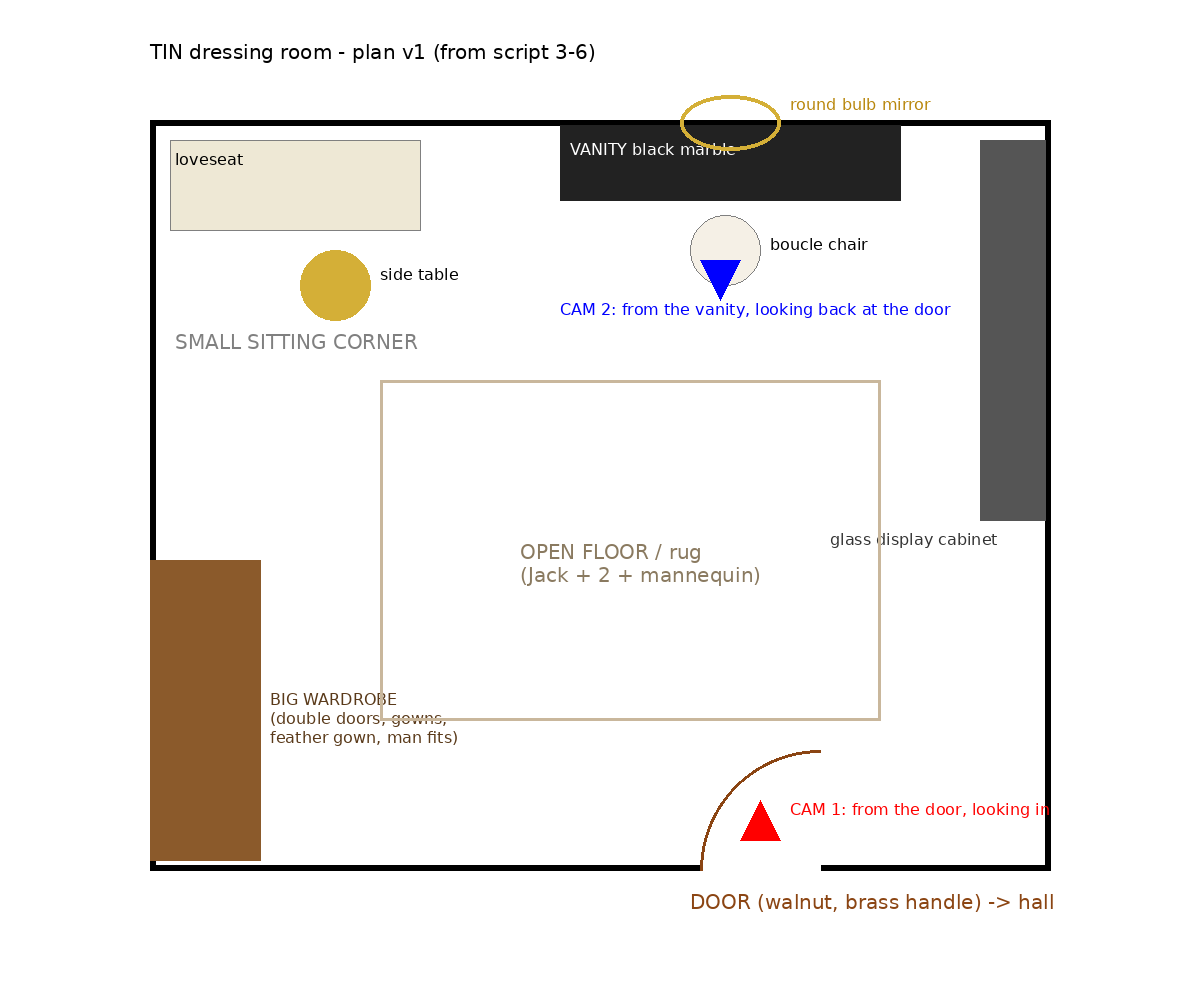 TIN dressing room - plan v1 (from script 3-6)
round bulb mirror
VANITY black marble
loveseat
boucle chair
side table
CAM 2: from the vanity, looking back at the door
SMALL SITTING CORNER
glass display cabinet
OPEN FLOOR / rug
(Jack + 2 + mannequin)
BIG WARDROBE
(double doors, gowns,
feather gown, man fits)
CAM 1: from the door, looking in
DOOR (walnut, brass handle) -> hall